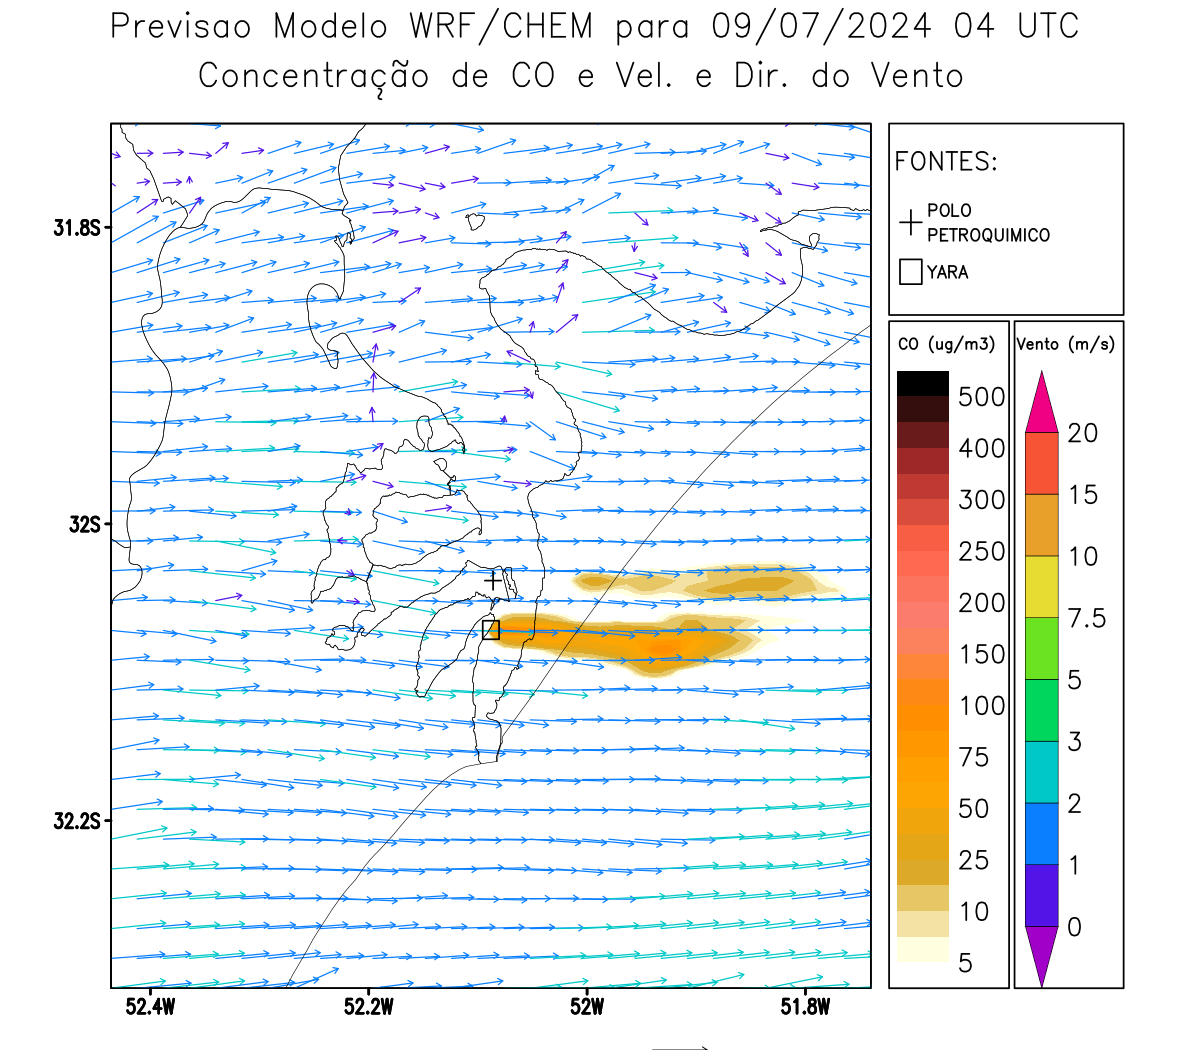 Previsao Modelo WRF/CHEM para 09/07/2024 04 UTC
Concentração de CO e Vel. e Dir. do Vento
FONTES:
POLO
PETROQUIMICO
YARA
CO (ug/m3)
500
400
300
250
200
150
100
75
50
25
10
5
Vento (m/s)
20
15
10
7.5
5
3
2
1
0
31.8S
32S
32.2S
52.4W
52.2W
52W
51.8W